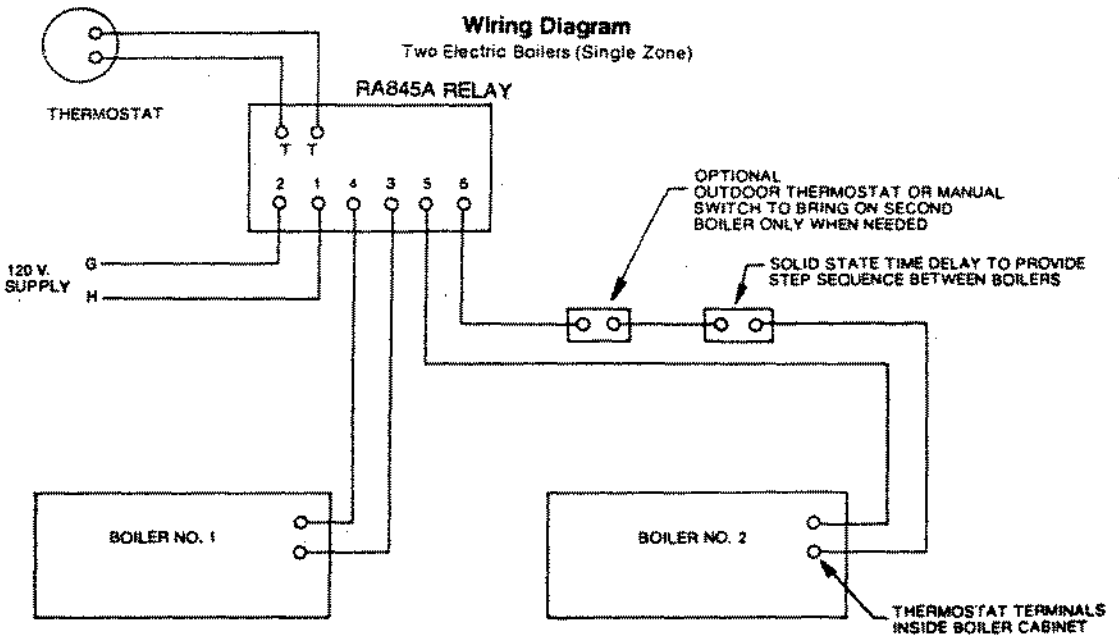 Wiring Diagram
Two Electric Boilers (Single Zone)
THERMOSTAT
RA845A RELAY
T T
2 1 4 3 5 6
OPTIONAL
OUTDOOR THERMOSTAT OR MANUAL
SWITCH TO BRING ON SECOND
BOILER ONLY WHEN NEEDED
120 V.
SUPPLY
G
H
SOLID STATE TIME DELAY TO PROVIDE
STEP SEQUENCE BETWEEN BOILERS
BOILER NO. 1
BOILER NO. 2
THERMOSTAT TERMINALS
INSIDE BOILER CABINET